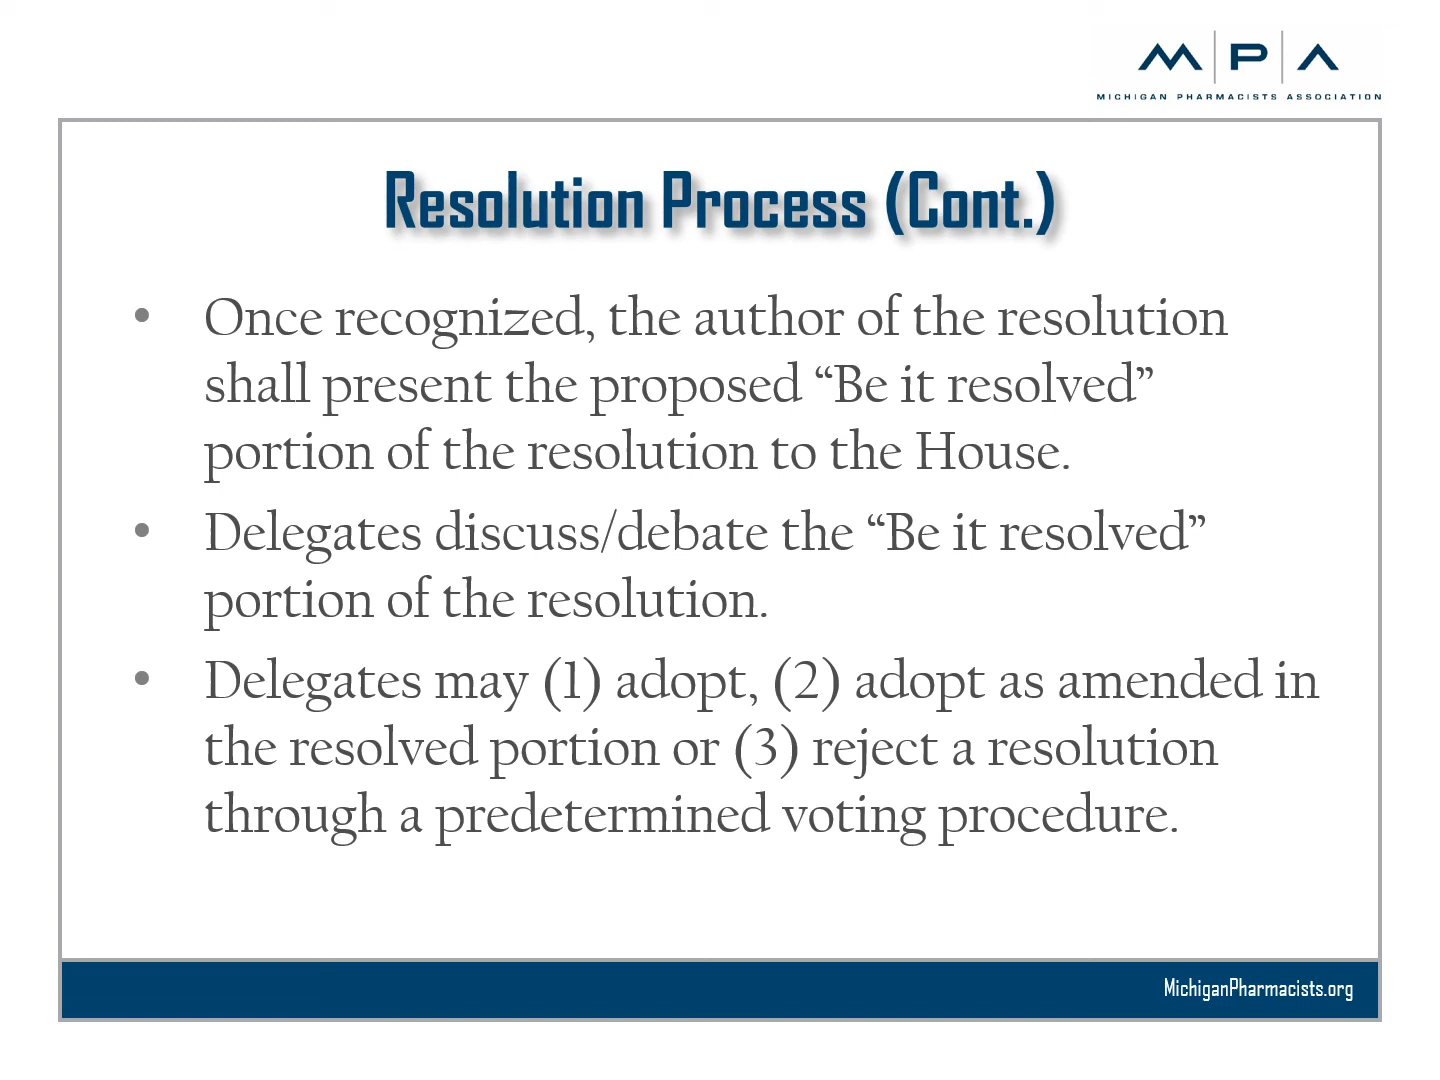 MPA
MICHIGAN PHARMACISTS ASSOCIATION
Resolution Process (Cont.)
• Once recognized, the author of the resolution
shall present the proposed “Be it resolved”
portion of the resolution to the House.
• Delegates discuss/debate the “Be it resolved”
portion of the resolution.
• Delegates may (1) adopt, (2) adopt as amended in
the resolved portion or (3) reject a resolution
through a predetermined voting procedure.
MichiganPharmacists.org